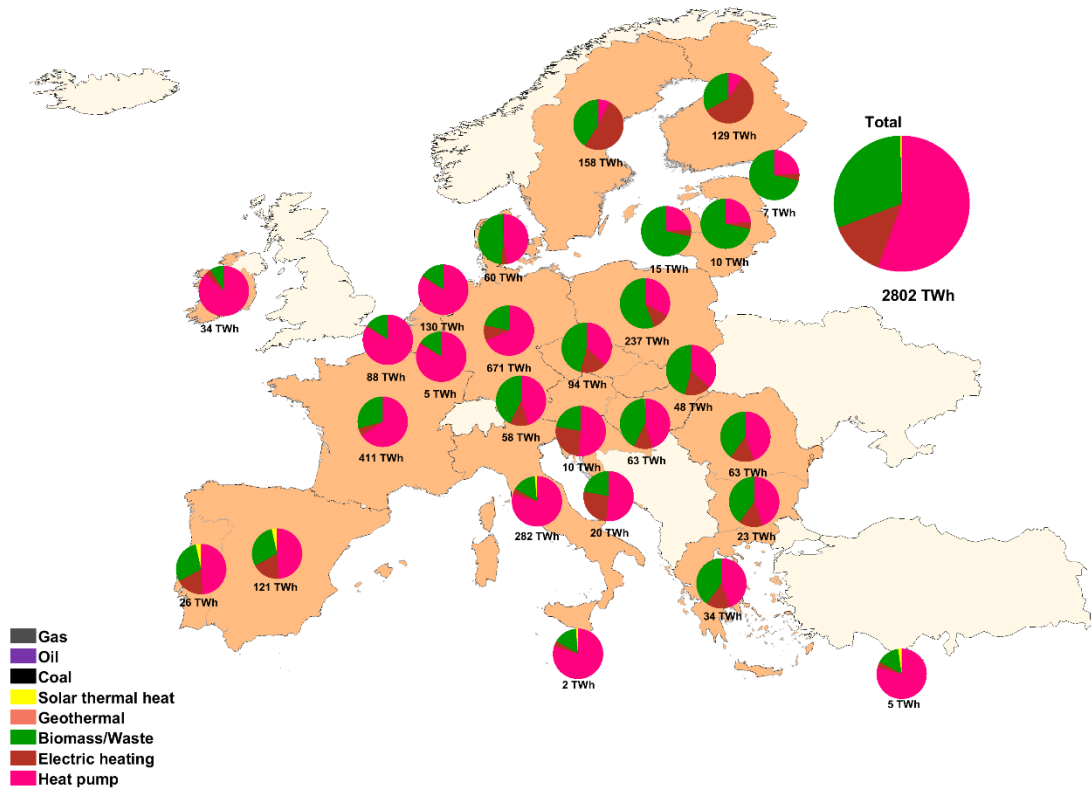 Total
129 TWh
158 TWh
7 TWh
10 TWh
15 TWh
60 TWh
2802 TWh
34 TWh
130 TWh
237 TWh
88 TWh
5 TWh
671 TWh
94 TWh
48 TWh
411 TWh
58 TWh
10 TWh
63 TWh
63 TWh
282 TWh
20 TWh
23 TWh
121 TWh
26 TWh
34 TWh
2 TWh
5 TWh
Gas
Oil
Coal
Solar thermal heat
Geothermal
Biomass/Waste
Electric heating
Heat pump